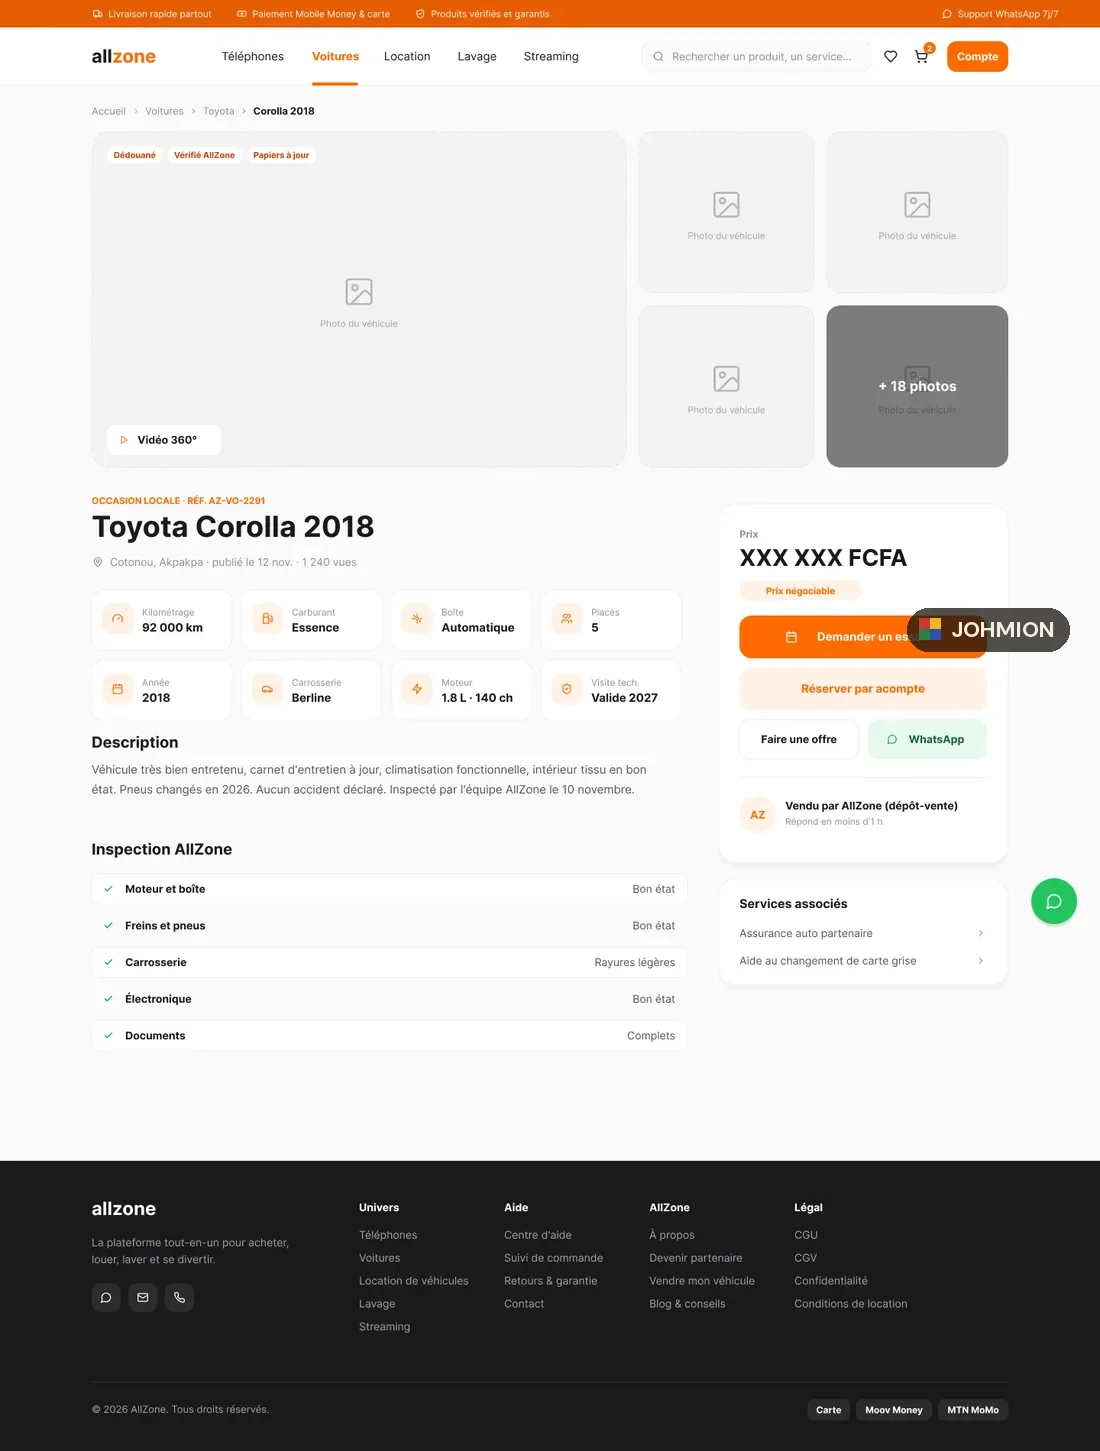 Livraison rapide partout
Paiement Mobile Money & carte
Produits vérifiés et garantis
Support WhatsApp 7j/7
allzone
Téléphones
Voitures
Location
Lavage
Streaming
Rechercher un produit, un service...
2
Compte
Accueil > Voitures > Toyota > Corolla 2018
Dédouané
Vérifié AllZone
Papiers à jour
Photo du véhicule
Vidéo 360°
Photo du véhicule
Photo du véhicule
Photo du véhicule
+ 18 photos
Photo du véhicule
OCCASION LOCALE · RÉF. AZ-VO-2291
Toyota Corolla 2018
Cotonou, Akpakpa · publié le 12 nov. · 1 240 vues
Kilométrage
92 000 km
Carburant
Essence
Boîte
Automatique
Places
5
Année
2018
Carrosserie
Berline
Moteur
1.8 L · 140 ch
Visite tech.
Valide 2027
Description
Véhicule très bien entretenu, carnet d'entretien à jour, climatisation fonctionnelle, intérieur tissu en bon
état. Pneus changés en 2026. Aucun accident déclaré. Inspecté par l'équipe AllZone le 10 novembre.
Inspection AllZone
Moteur et boîte Bon état
Freins et pneus Bon état
Carrosserie Rayures légères
Électronique Bon état
Documents Complets
Prix
XXX XXX FCFA
Prix négociable
Demander un
JOHMION
Réserver par acompte
Faire une offre
WhatsApp
AZ
Vendu par AllZone (dépôt-vente)
Répond en moins d'1 h
Services associés
Assurance auto partenaire
Aide au changement de carte grise
allzone
La plateforme tout-en-un pour acheter,
louer, laver et se divertir.
Univers
Téléphones
Voitures
Location de véhicules
Lavage
Streaming
Aide
Centre d'aide
Suivi de commande
Retours & garantie
Contact
AllZone
À propos
Devenir partenaire
Vendre mon véhicule
Blog & conseils
Légal
CGU
CGV
Confidentialité
Conditions de location
© 2026 AllZone. Tous droits réservés.
Carte
Moov Money
MTN MoMo